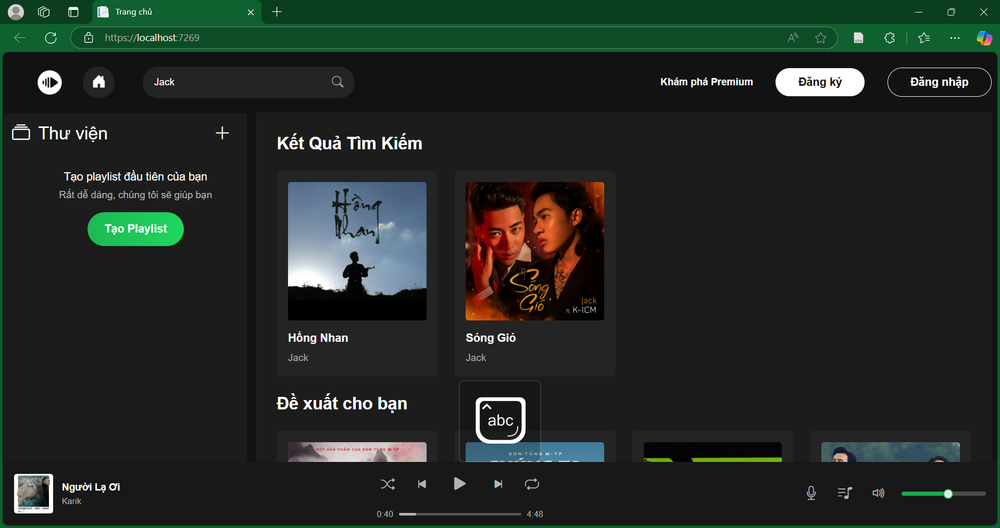 Trang chủ
https://localhost:7269
Jack
Khám phá Premium
Đăng ký
Đăng nhập
Thư viện
Tạo playlist đầu tiên của bạn
Rất dễ dàng, chúng tôi sẽ giúp bạn
Tạo Playlist
Kết Quả Tìm Kiếm
Hồng
Nhan
Sóng
Gió
Jack
ft K-ICM
Hồng Nhan
Jack
Sóng Gió
Jack
Đề xuất cho bạn
abc
MỘT SẢN PHẨM CỦA SƠN TÙNG M-TP
SƠN TÙNG M-TP
Người Lạ Ơi
Karik
0:40
4:48